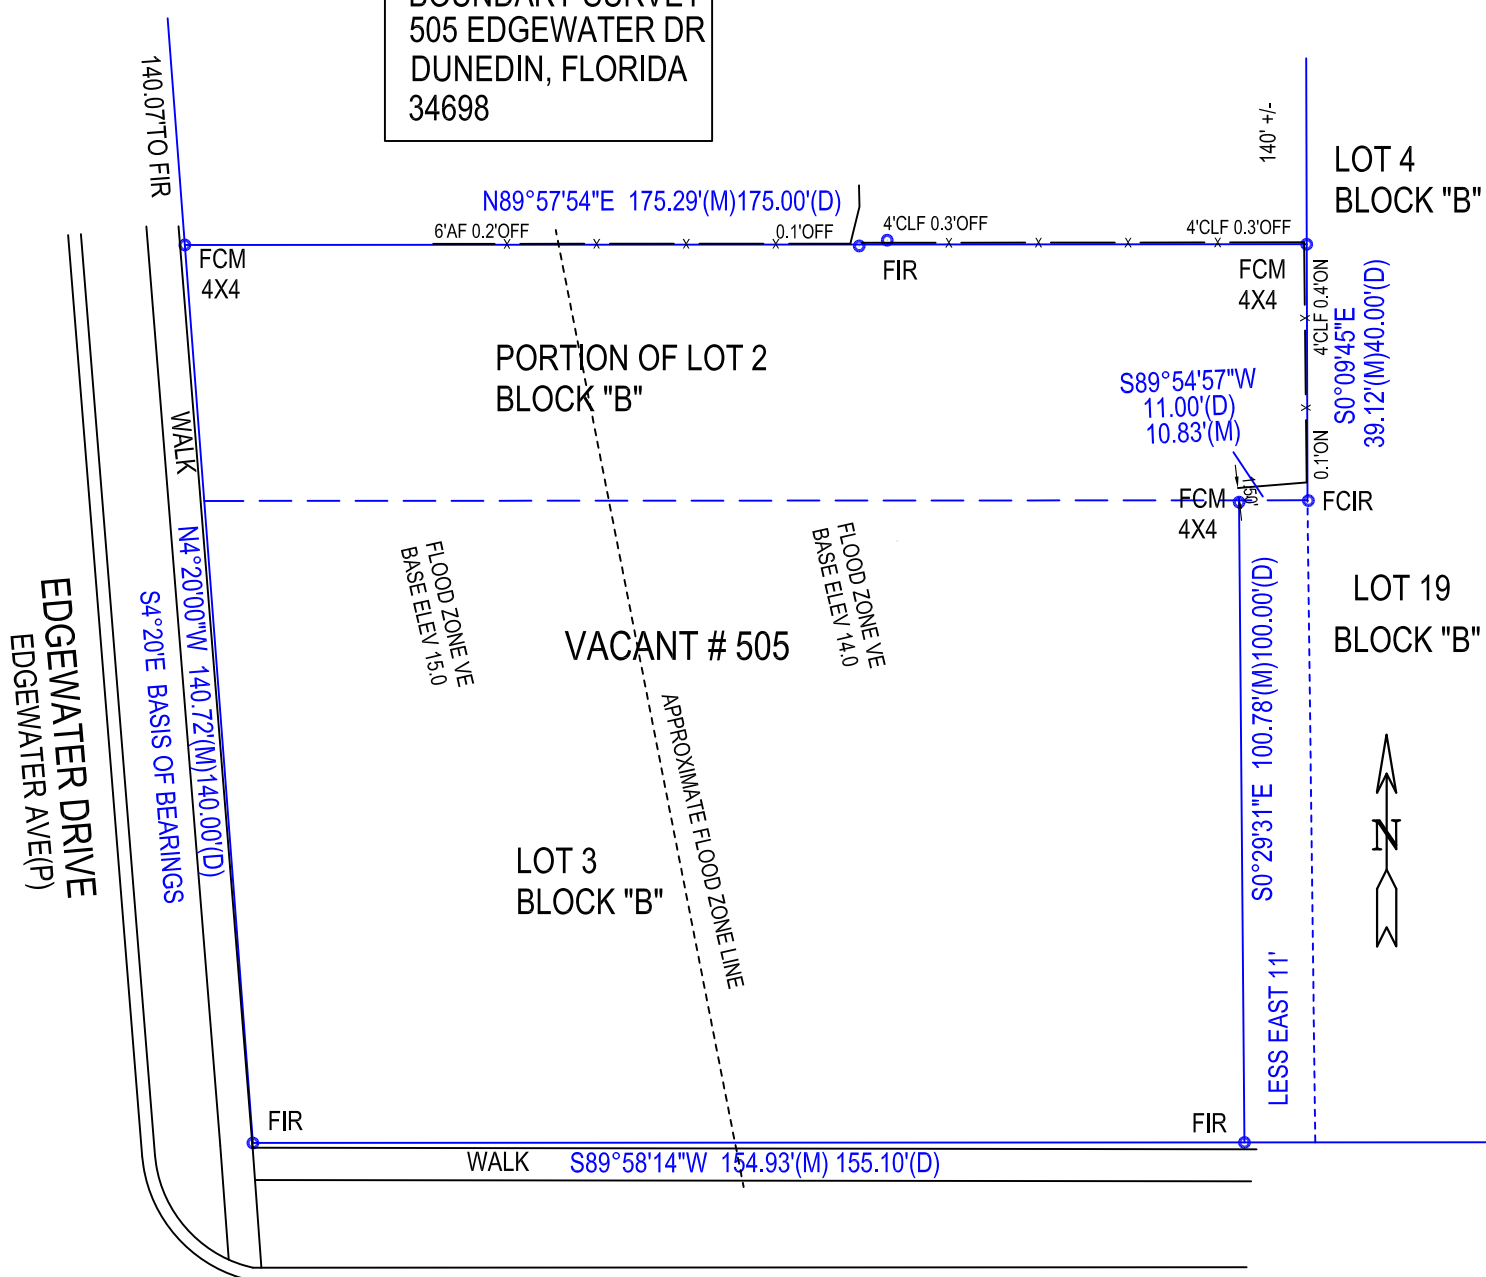 BOUNDARY SURVEY
505 EDGEWATER DR
DUNEDIN, FLORIDA
34698
140.07'TO FIR
140' +/-
LOT 4
BLOCK "B"
N89°57'54"E 175.29'(M)175.00'(D)
6'AF 0.2'OFF
0.1'OFF
4'CLF 0.3'OFF
4'CLF 0.3'OFF
FCM
4X4
FIR
FCM
4X4
4'CLF 0.4'ON
S0°09'45"E
39.12'(M)40.00'(D)
PORTION OF LOT 2
BLOCK "B"
S89°54'57"W
11.00'(D)
10.83'(M)
0.1'ON
WALK
FCM
4X4
1.50'
FCIR
N4°20'00"W 140.72'(M)140.00'(D)
S4°20'E BASIS OF BEARINGS
FLOOD ZONE VE
BASE ELEV 15.0
FLOOD ZONE VE
BASE ELEV 14.0
LOT 19
BLOCK "B"
VACANT # 505
EDGEWATER DRIVE
EDGEWATER AVE(P)
APPROXIMATE FLOOD ZONE LINE
S0°29'31"E 100.78'(M)100.00'(D)
N
LOT 3
BLOCK "B"
LESS EAST 11'
FIR
FIR
WALK S89°58'14"W 154.93'(M) 155.10'(D)